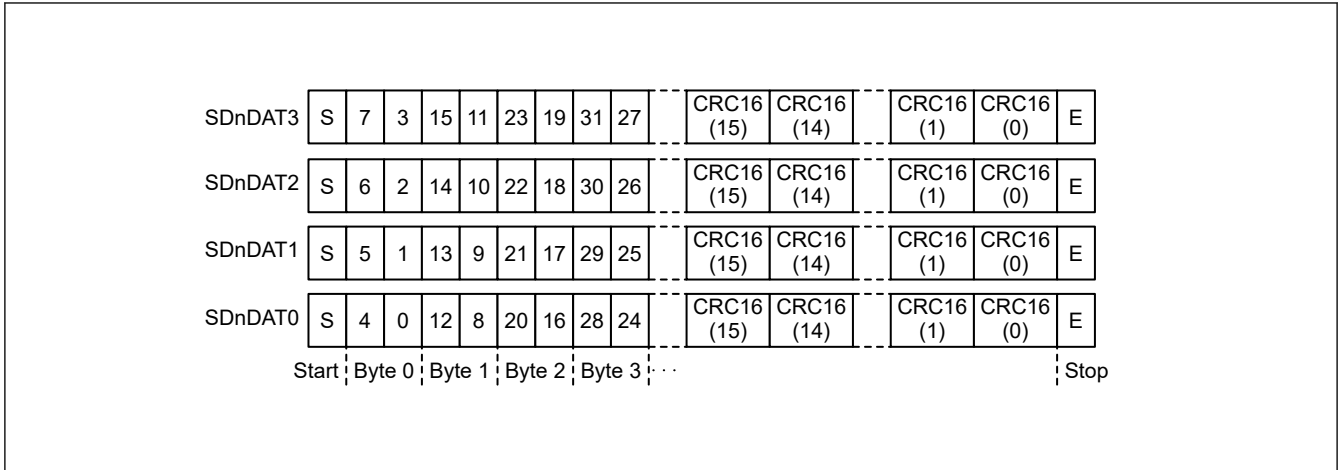 SDnDAT3 S 7 3 15 11 23 19 31 27 CRC16 (15) CRC16 (14) CRC16 (1) CRC16 (0) E
SDnDAT2 S 6 2 14 10 22 18 30 26 CRC16 (15) CRC16 (14) CRC16 (1) CRC16 (0) E
SDnDAT1 S 5 1 13 9 21 17 29 25 CRC16 (15) CRC16 (14) CRC16 (1) CRC16 (0) E
SDnDAT0 S 4 0 12 8 20 16 28 24 CRC16 (15) CRC16 (14) CRC16 (1) CRC16 (0) E
Start Byte 0 Byte 1 Byte 2 Byte 3 · · · Stop